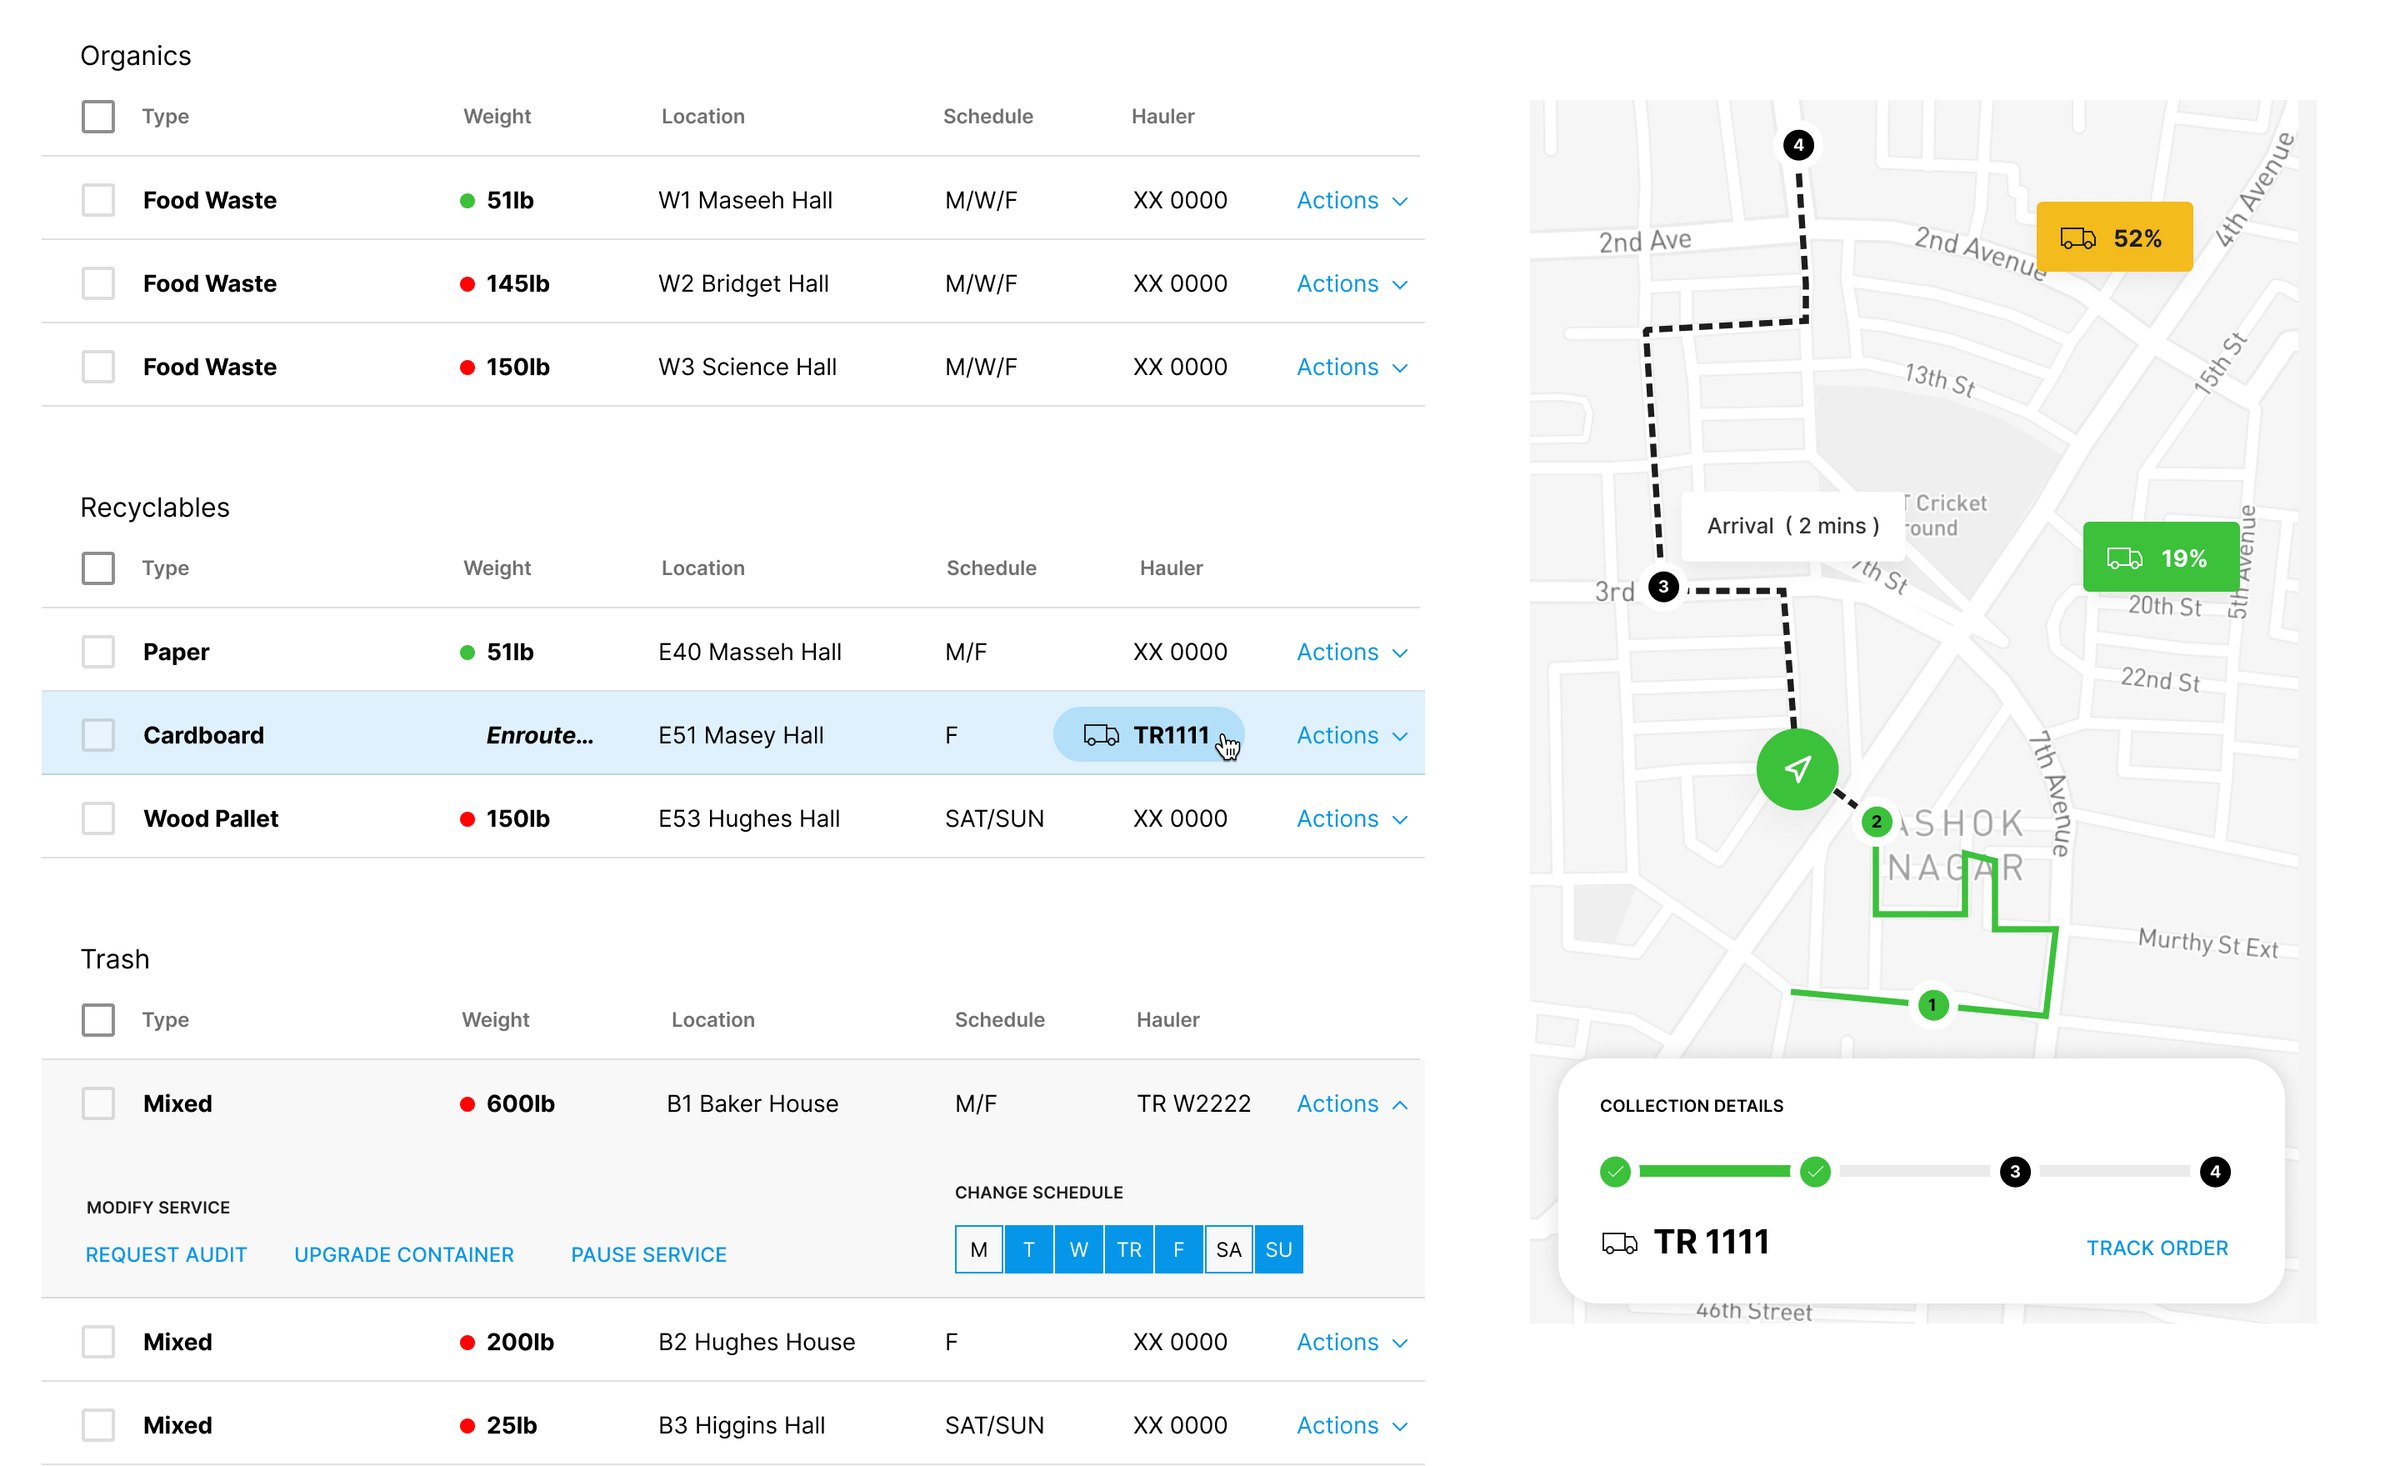 Organics
Type Weight Location Schedule Hauler
Food Waste 51lb W1 Maseeh Hall M/W/F XX 0000 Actions
Food Waste 145lb W2 Bridget Hall M/W/F XX 0000 Actions
Food Waste 150lb W3 Science Hall M/W/F XX 0000 Actions
Recyclables
Type Weight Location Schedule Hauler
Paper 51lb E40 Masseh Hall M/F XX 0000 Actions
Cardboard Enroute... E51 Masey Hall F TR1111 Actions
Wood Pallet 150lb E53 Hughes Hall SAT/SUN XX 0000 Actions
Trash
Type Weight Location Schedule Hauler
Mixed 600lb B1 Baker House M/F TR W2222 Actions
MODIFY SERVICE
REQUEST AUDIT UPGRADE CONTAINER PAUSE SERVICE
CHANGE SCHEDULE
M T W TR F SA SU
Mixed 200lb B2 Hughes House F XX 0000 Actions
Mixed 25lb B3 Higgins Hall SAT/SUN XX 0000 Actions
4
4th Avenue
2nd Ave
2nd Avenue
52%
15th St
13th St
T Cricket
round
Arrival ( 2 mins )
19%
5th Avenue
7th St
3rd
3
20th St
22nd St
7th Avenue
2
ASHOK
NAGAR
Murthy St Ext
1
COLLECTION DETAILS
3 4
TR 1111
TRACK ORDER
46th Street